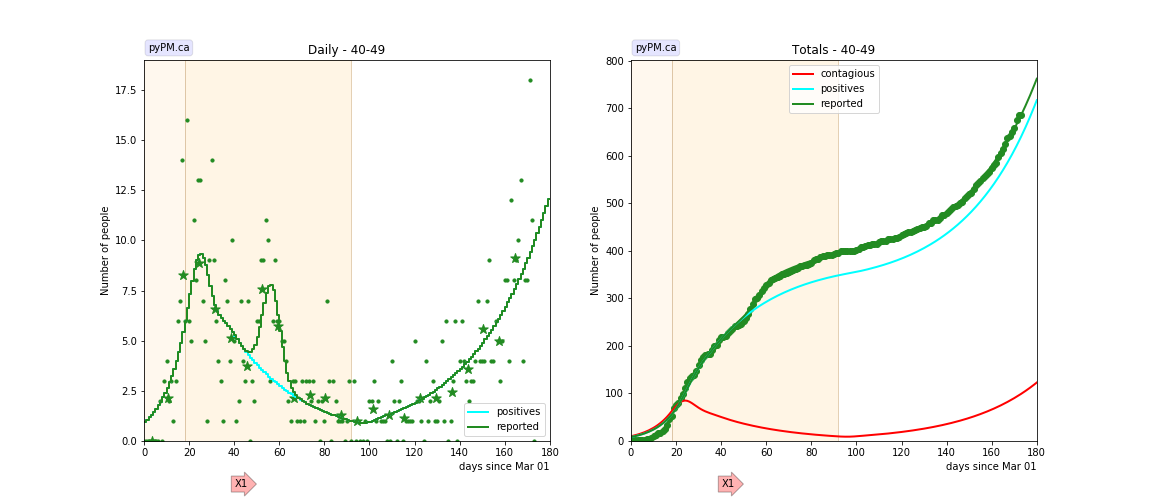 pyPM.ca
Daily - 40-49
Number of people
17.5
15.0
12.5
10.0
7.5
5.0
2.5
0.0
0 20 40 60 80 100 120 140 160 180
days since Mar 01
positives
reported
X1
pyPM.ca
Totals - 40-49
Number of people
800
700
600
500
400
300
200
100
0
0 20 40 60 80 100 120 140 160 180
days since Mar 01
contagious
positives
reported
X1